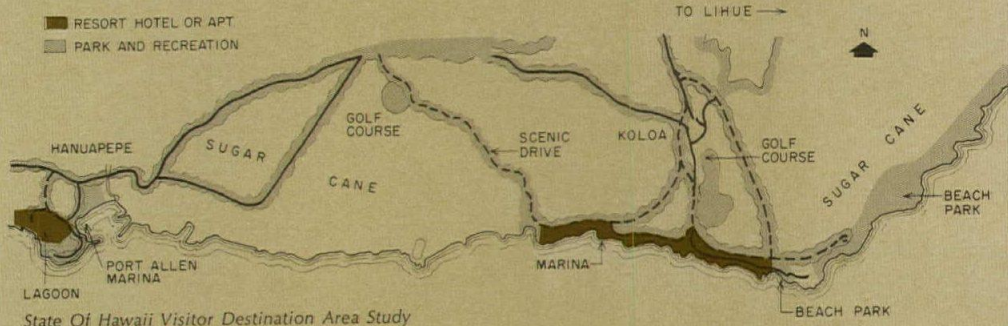 TO LIHUE
RESORT HOTEL OR APT
PARK AND RECREATION
N
GOLF
COURSE
HANUAPEPE
SUGAR
CANE
SCENIC
DRIVE
KOLOA
GOLF
COURSE
SUGAR CANE
BEACH
PARK
PORT ALLEN
MARINA
LAGOON
MARINA
BEACH PARK
State Of Hawaii Visitor Destination Area Study